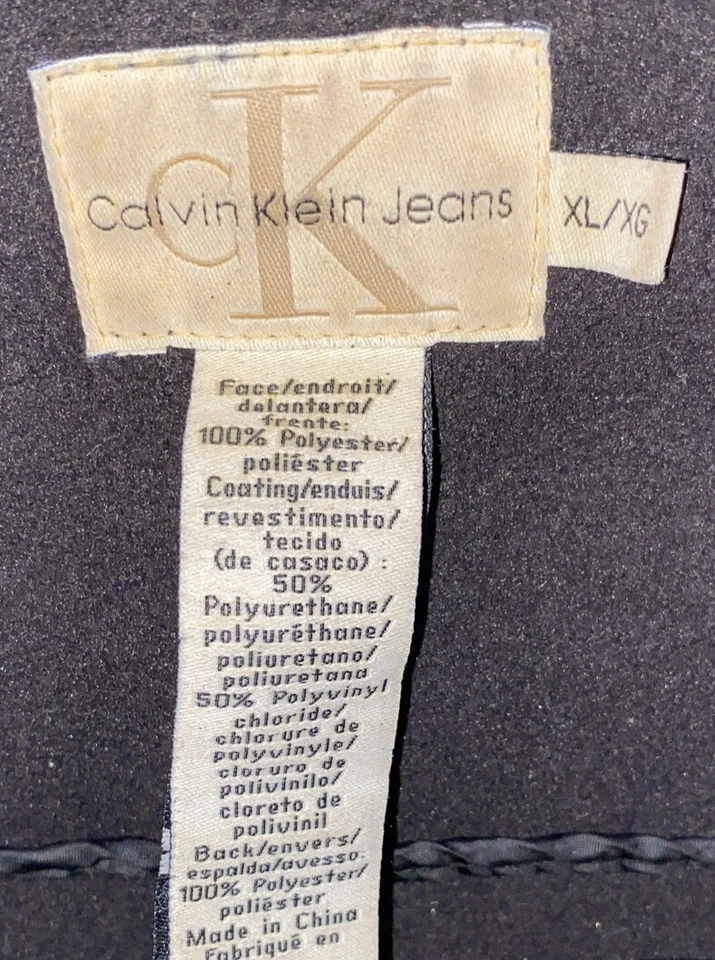 CK
Calvin Klein Jeans
XL/XG
Face/endroit/
delantera/
frente:
100% Polyester/
poliéster
Coating/enduis/
revestimento/
tecido
(de casaco) :
50%
Polyurethane/
polyuréthane/
poliuretano/
poliuretana
50% Polyvinyl
chloride/
chlorure de
polyvinyle/
cloruro de
polivinilo/
cloreto de
polivinil
Back/envers/
espalda/avesso:
100% Polyester/
poliéster
Made in China
Fabriqué en